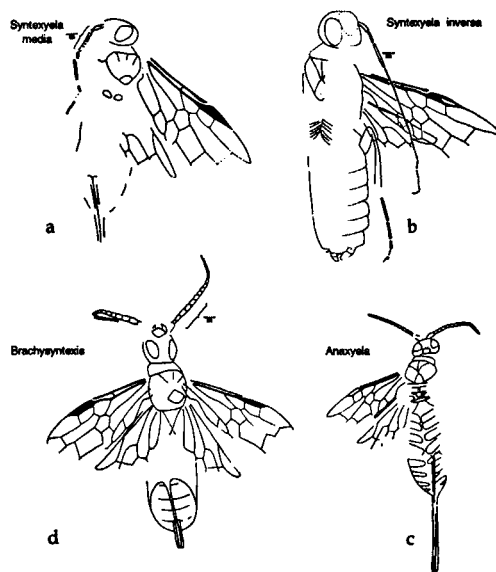 Syntexyela
media
Syntexyela inversa
a
b
Brachysyntexis
Anaxyela
d
c